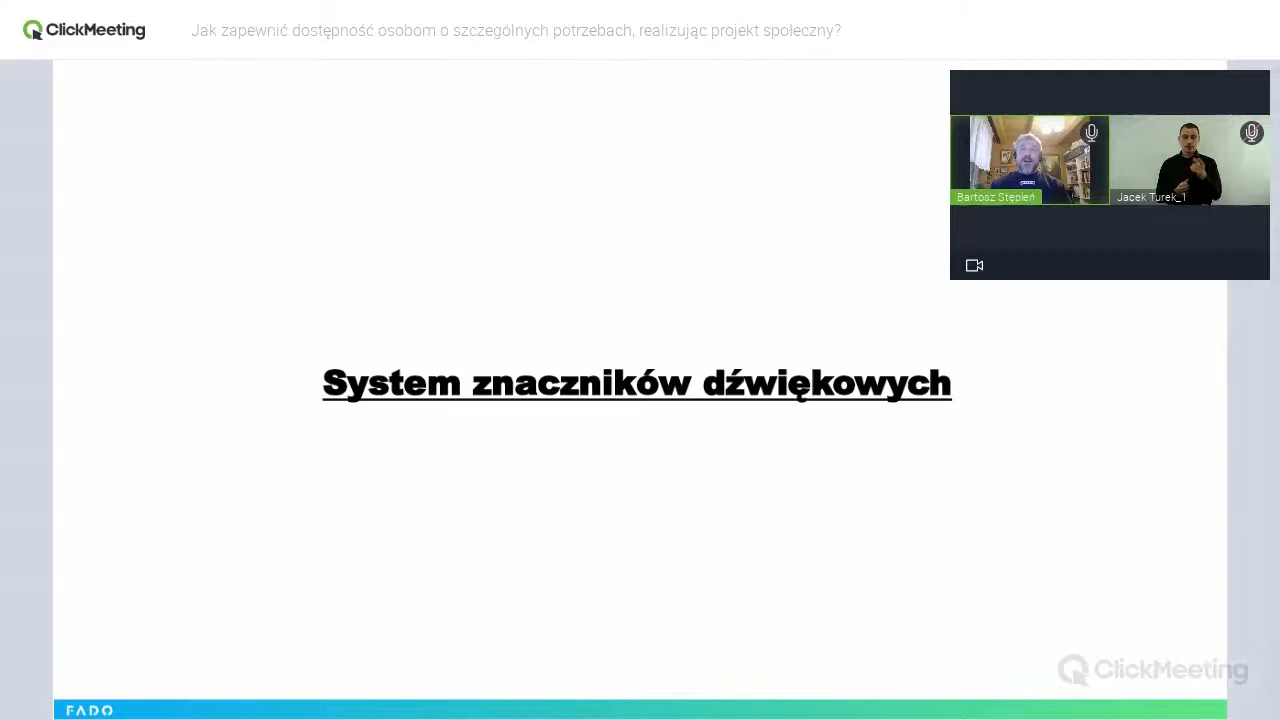 ClickMeeting
Jak zapewnić dostępność osobom o szczególnych potrzebach, realizując projekt społeczny?
Bartosz Stępień
Jacek Turek_1
System znaczników dźwiękowych
ClickMeeting
FADO